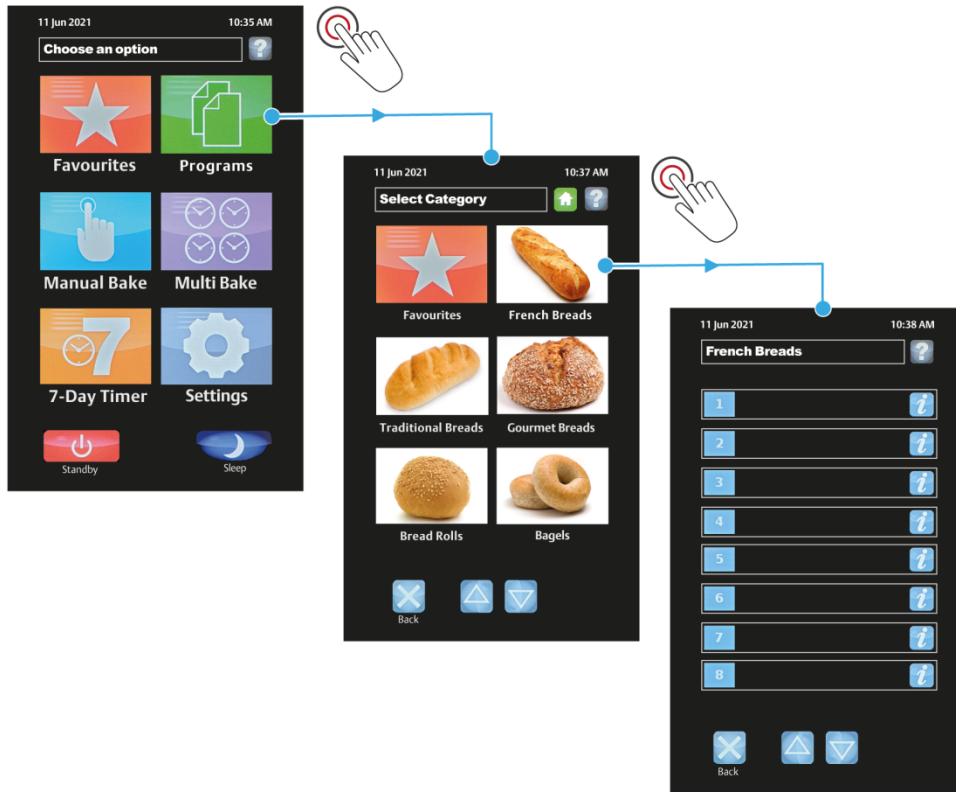 11 Jun 2021 10:35 AM
Choose an option ?
Favourites Programs
Manual Bake Multi Bake
7
7-Day Timer Settings
Standby Sleep
11 Jun 2021 10:37 AM
Select Category ?
Favourites French Breads
Traditional Breads Gourmet Breads
Bread Rolls Bagels
Back
11 Jun 2021 10:38 AM
French Breads ?
1 i
2 i
3 i
4 i
5 i
6 i
7 i
8 i
Back